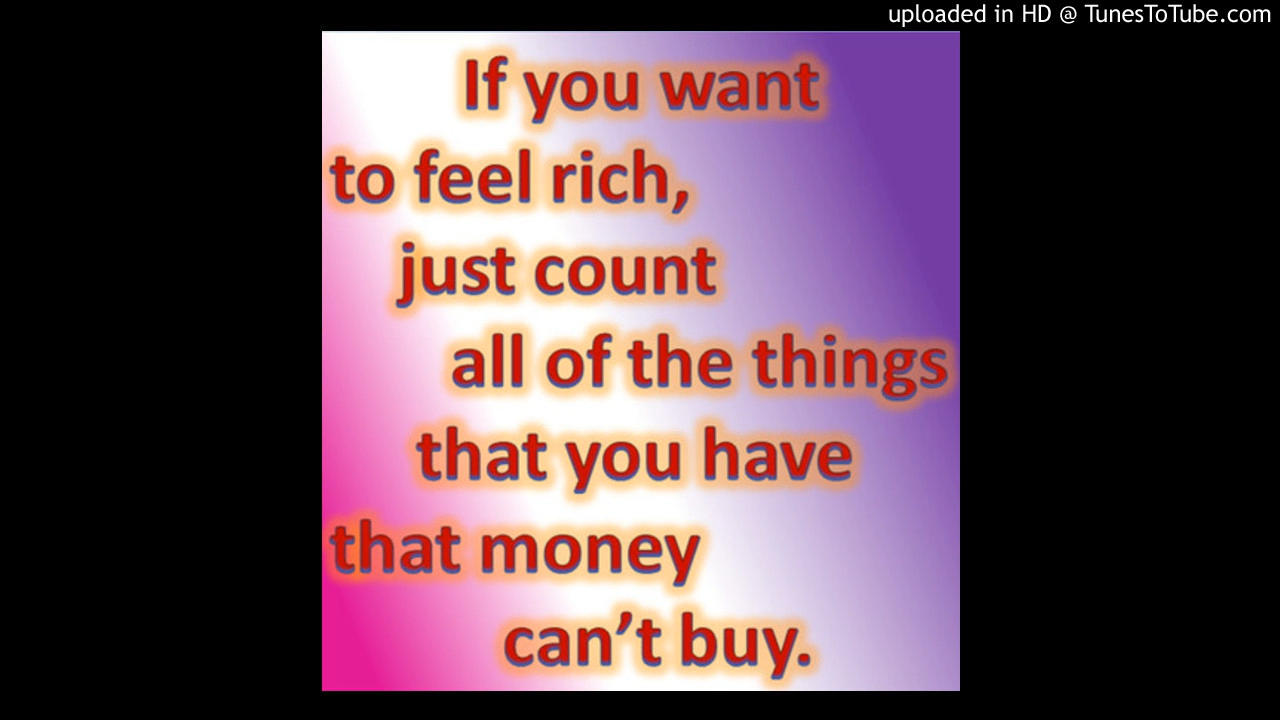 uploaded in HD @ TunesToTube.com
If you want
to feel rich,
just count
all of the things
that you have
that money
can’t buy.